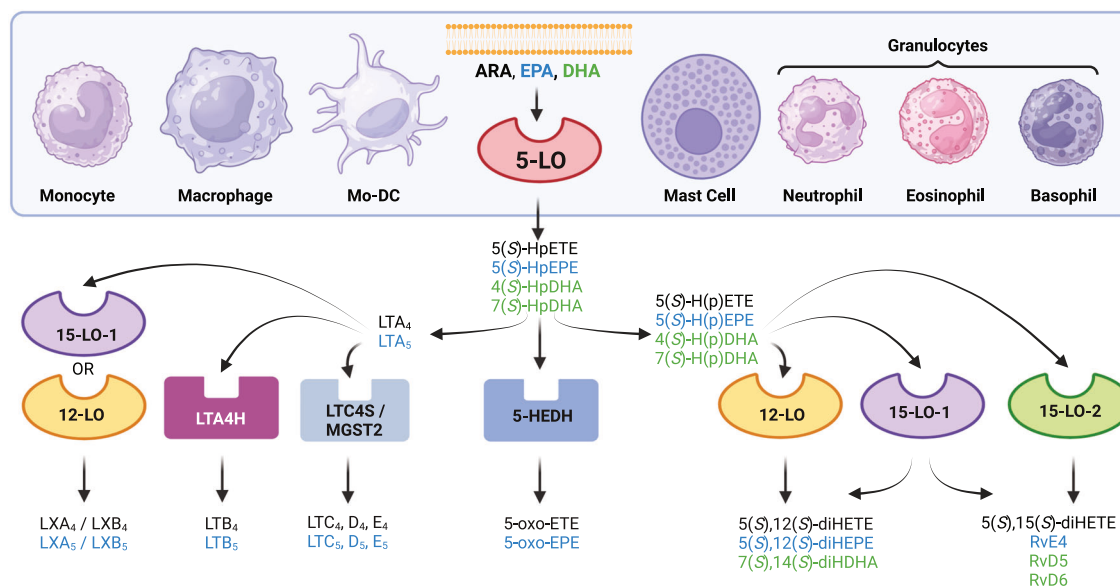 Granulocytes
ARA, EPA, DHA
5-LO
Monocyte
Macrophage
Mo-DC
Mast Cell
Neutrophil
Eosinophil
Basophil
5(S)-HpETE
5(S)-HpEPE
4(S)-HpDHA
7(S)-HpDHA
5(S)-H(p)ETE
5(S)-H(p)EPE
4(S)-H(p)DHA
7(S)-H(p)DHA
LTA₄
LTA₅
15-LO-1
OR
12-LO
LTA4H
LTC4S /
MGST2
5-HEDH
12-LO
15-LO-1
15-LO-2
LXA₄ / LXB₄
LXA₅ / LXB₅
LTB₄
LTB₅
LTC₄, D₄, E₄
LTC₅, D₅, E₅
5-oxo-ETE
5-oxo-EPE
5(S),12(S)-diHETE
5(S),12(S)-diHEPE
7(S),14(S)-diHDHA
5(S),15(S)-diHETE
RvE4
RvD5
RvD6